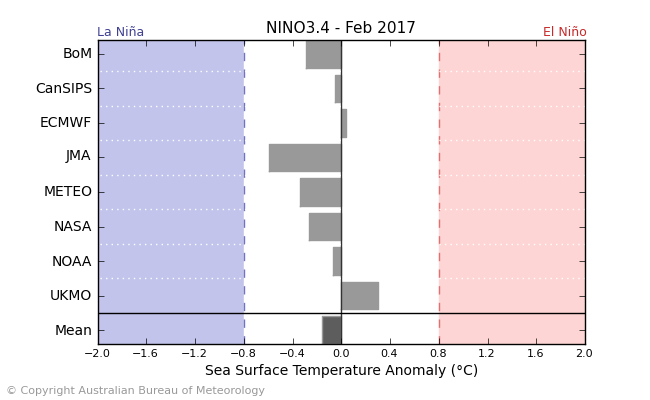 La Niña
NINO3.4 - Feb 2017
El Niño
BoM
CanSIPS
ECMWF
JMA
METEO
NASA
NOAA
UKMO
Mean
−2.0 −1.6 −1.2 −0.8 −0.4 0.0 0.4 0.8 1.2 1.6 2.0
Sea Surface Temperature Anomaly (°C)
© Copyright Australian Bureau of Meteorology